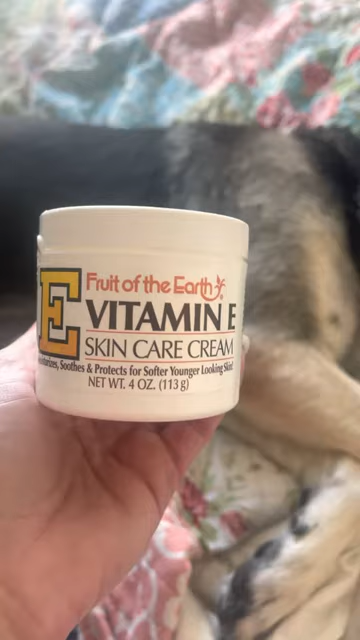 E
Fruit of the Earth®
VITAMIN E
SKIN CARE CREAM
Soothes & Protects for Softer Younger Looking Skin!
NET WT. 4 OZ. (113 g)